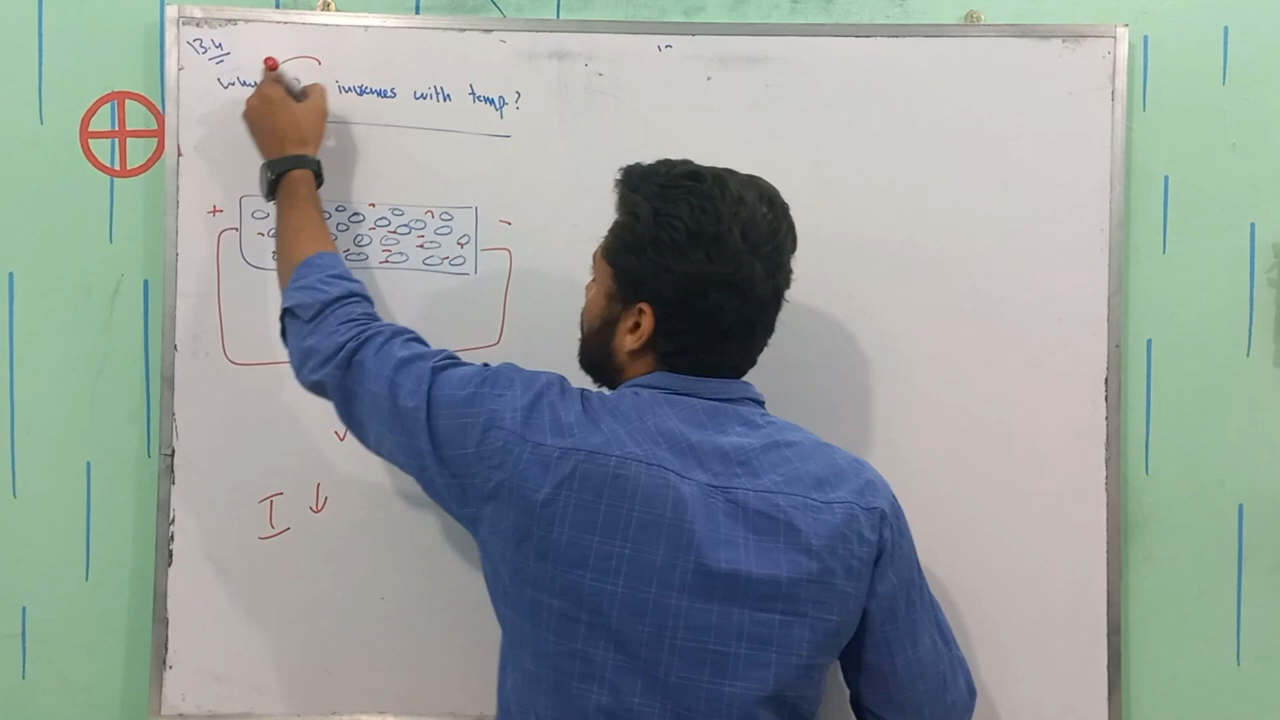 13.4
increases with temp.?
+ -
I ↓